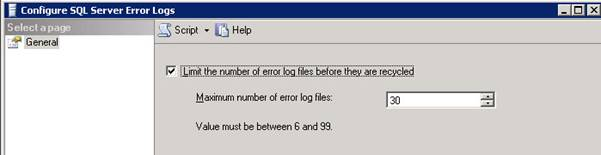 Configure SQL Server Error Logs
Select a page
General
Script
Help
Limit the number of error log files before they are recycled
Maximum number of error log files:
30
Value must be between 6 and 99.